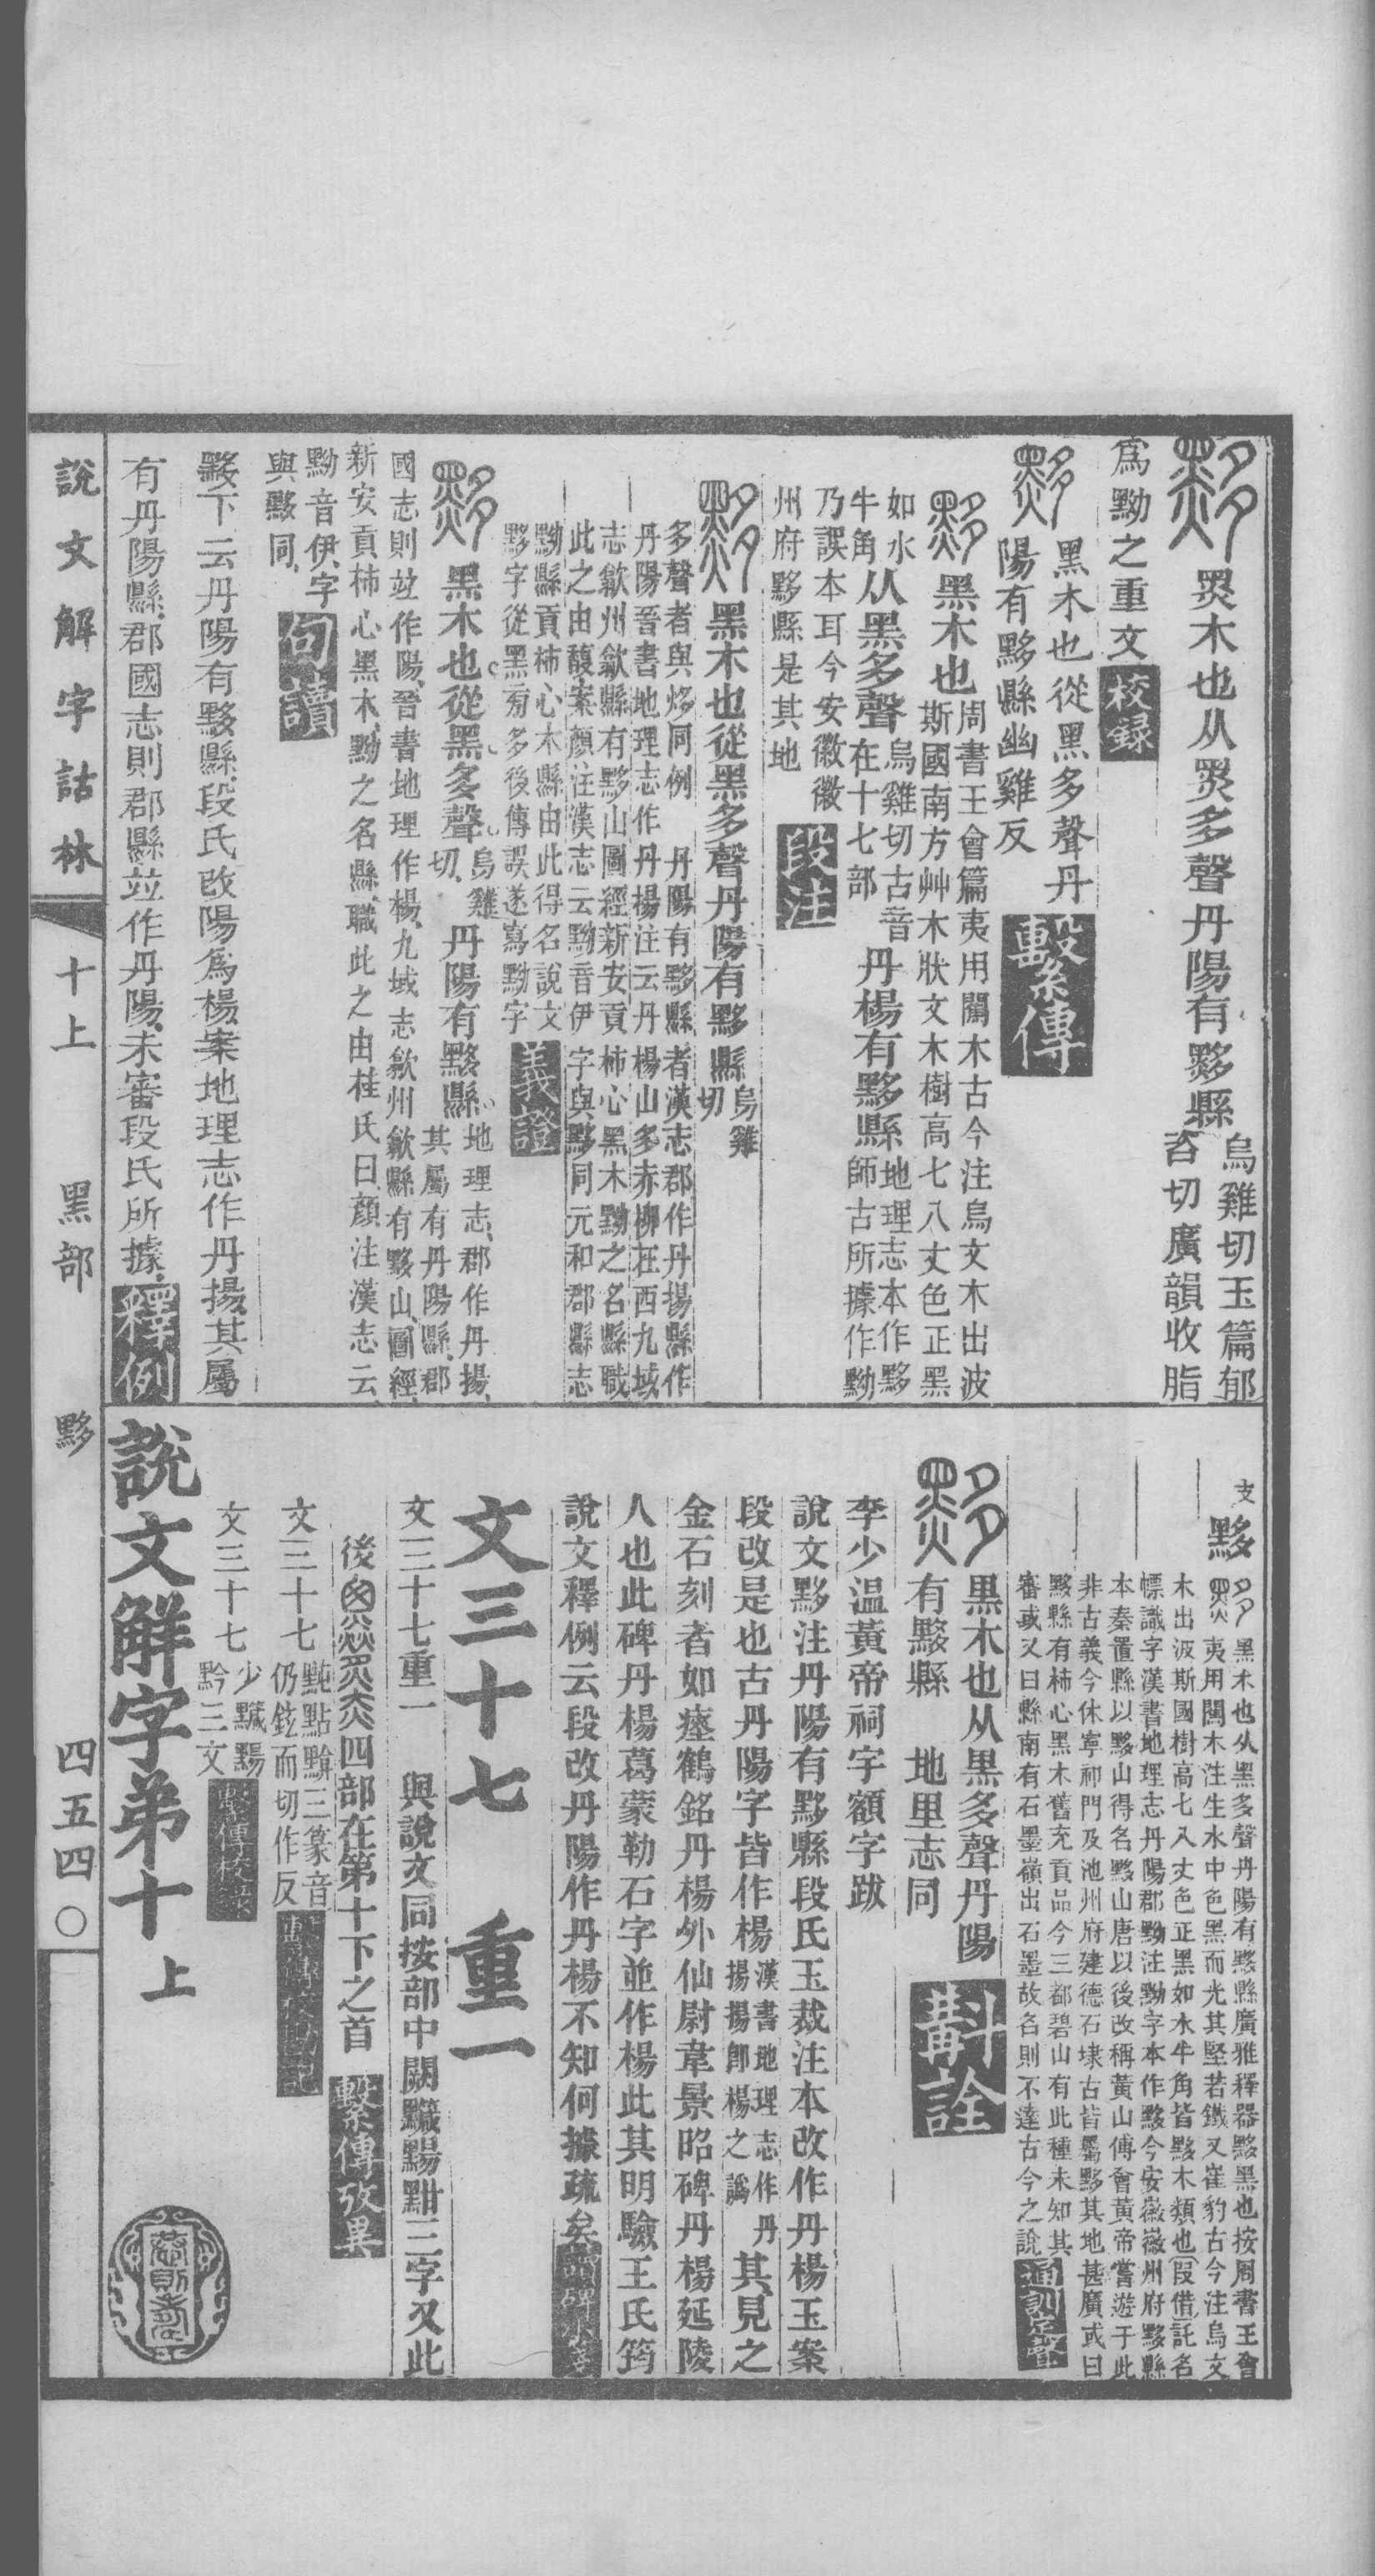 黟木也从黑多聲丹陽有黟縣烏雞切玉篇郁咨切廣韻收脂
爲黝之重文校録
黑木也從黑多聲丹陽有黟縣幽雞反繫傳
黑木也周書王會篇夷用䦨木古今注烏文木出波斯國南方艸木狀文木樹高七八丈色正黑
如水牛角从黑多聲烏雞切古音在十七部丹楊有黟縣地理志本作黟師古所據作黝
乃誤本耳今安徽徽州府黟縣是其地段注
黑木也從黑多聲丹陽有黟縣烏雞切
多聲者與㶴同例 丹陽有黟縣者漢志郡作丹揚縣作丹陽晉書地理志作丹楊注云丹楊山多赤柳在西九域
志歙州歙縣有黟山圖經新安貢柿心黑木黝之名縣職此之由馥案顔注漢志云黝音伊字與黟同元和郡縣志
黝縣貢柿心木縣由此得名說文黟字從黑旁多後傳誤遂寫黝字義證
黑木也從黑多聲烏雞切丹陽有黟縣地理志郡作丹揚其屬有丹陽縣郡
國志則竝作陽晉書地理作楊九域志歙州歙縣有黟山圖經
新安貢柿心黑木黝之名縣職此之由桂氏曰顏注漢志云
黝音伊字與黟同句讀
黟下云丹陽有黟縣段氏改陽爲楊案地理志作丹揚其屬
有丹陽縣郡國志則郡縣竝作丹陽未審段氏所據釋例
支
黟 黑木也从黑多聲丹陽有黟縣廣雅釋器黟黑也按周書王會
夷用䦨木注生水中色黑而光其堅若鐵又崔豹古今注烏文
木出波斯國樹高七八丈色正黑如水牛角皆黟木類也〔叚借〕託名
幖識字漢書地理志丹陽郡黝注黝字本作黟今安徽徽州府黟縣
本秦置縣以黟山得名黟山唐以後改稱黃山傅會黃帝嘗遊于此
非古義今休寧祁門及池州府建德石埭古皆屬黟其地甚廣或曰
黟縣有柿心黑木舊充貢品今三都碧山有此種未知其
審或又曰縣南有石墨嶺出石墨故名則不達古今之說通訓定聲
黑木也从黑多聲丹陽有黟縣 地里志同斠詮
李少温黃帝祠字額字跋
說文黟注丹陽有黟縣段氏玉裁注本改作丹楊玉案
段改是也古丹陽字皆作楊漢書地理志作丹揚揚卽楊之譌其見之
金石刻者如瘞鶴銘丹楊外仙尉韋景昭碑丹楊延陵
人也此碑丹楊葛蒙勒石字並作楊此其明驗王氏筠
說文釋例云段改丹陽作丹楊不知何據疏矣
文三十七 重一
文三十七重一 與說文同按部中闕黬黣䵢三字又此
後囪焱炙赤四部在第十下之首 繫傳攷異
文三十七 黗點黭三篆音仍鉉而切作反
文三十七 少黬䵮黔三文繫傳校錄
說文解字弟十上
說文解字詁林 十上 黑部 黟 四五四〇